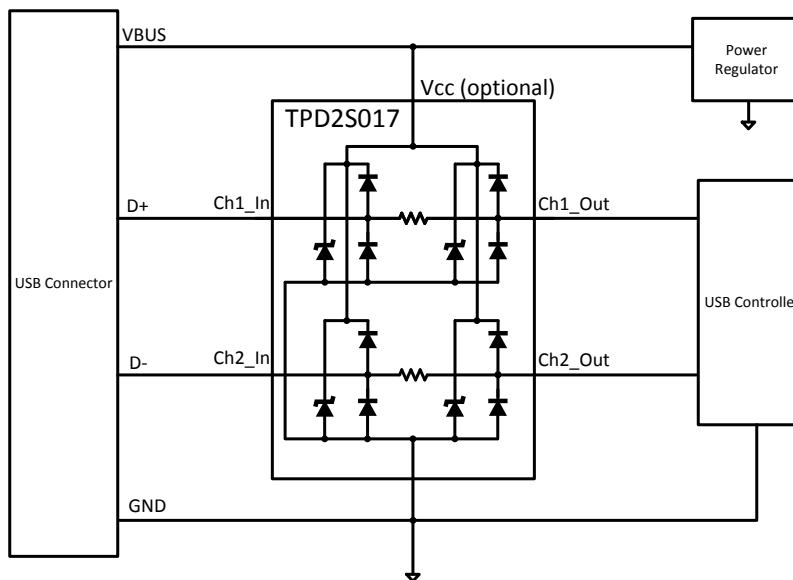 VBUS
Power
Regulator
Vcc (optional)
TPD2S017
D+
Ch1_In
Ch1_Out
USB Connector
USB Controlle
D-
Ch2_In
Ch2_Out
GND